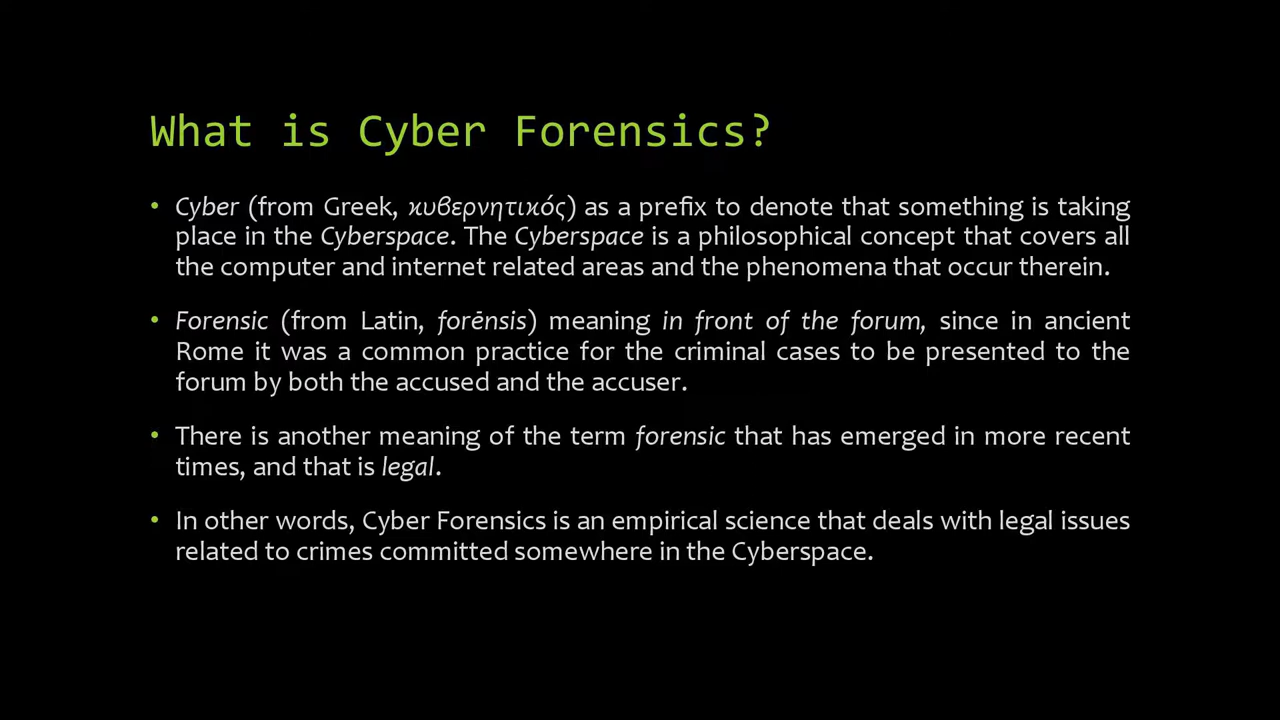 What is Cyber Forensics?
• Cyber (from Greek, κυβερνητικός) as a prefix to denote that something is taking
place in the Cyberspace. The Cyberspace is a philosophical concept that covers all
the computer and internet related areas and the phenomena that occur therein.
• Forensic (from Latin, forēnsis) meaning in front of the forum, since in ancient
Rome it was a common practice for the criminal cases to be presented to the
forum by both the accused and the accuser.
• There is another meaning of the term forensic that has emerged in more recent
times, and that is legal.
• In other words, Cyber Forensics is an empirical science that deals with legal issues
related to crimes committed somewhere in the Cyberspace.